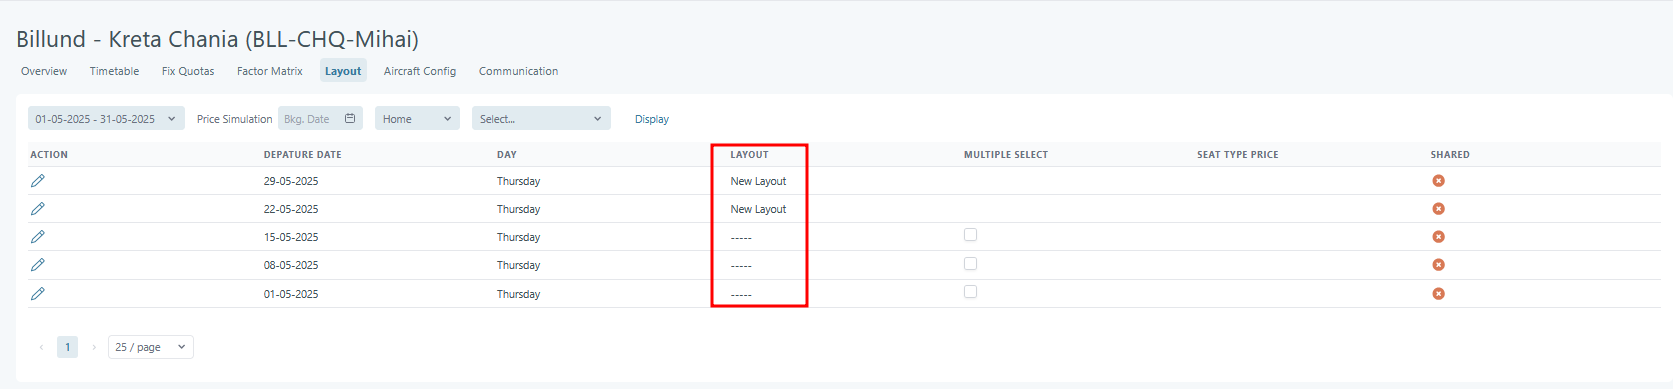 Billund - Kreta Chania (BLL-CHQ-Mihai)
Overview Timetable Fix Quotas Factor Matrix Layout Aircraft Config Communication
01-05-2025 - 31-05-2025 Price Simulation Bkg. Date Home Select... Display
ACTION DEPATURE DATE DAY LAYOUT MULTIPLE SELECT SEAT TYPE PRICE SHARED
29-05-2025 Thursday New Layout
22-05-2025 Thursday New Layout
15-05-2025 Thursday -----
08-05-2025 Thursday -----
01-05-2025 Thursday -----
1 25 / page